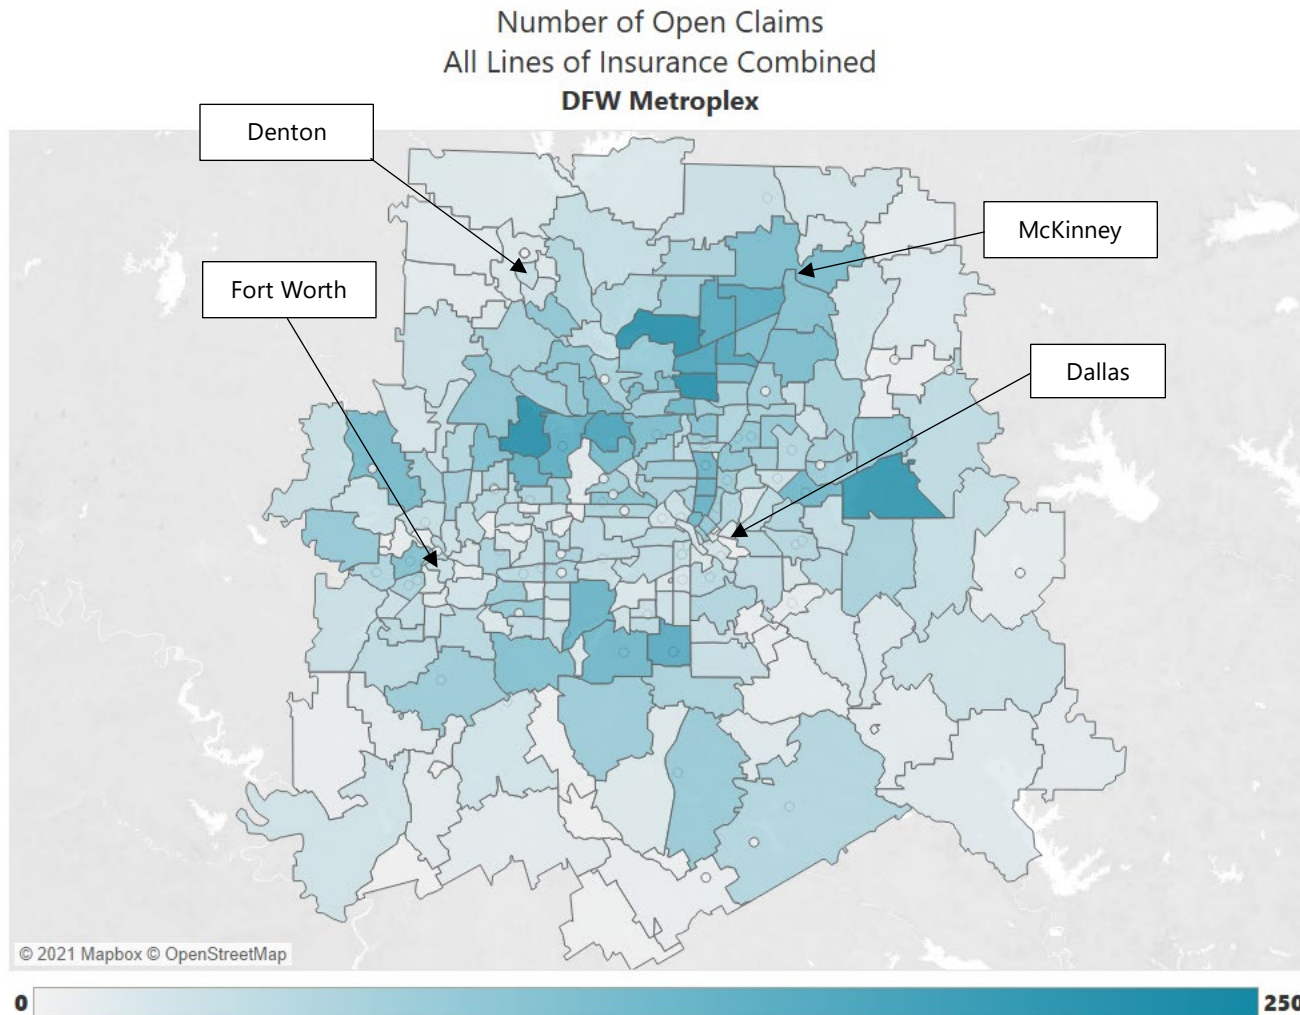 Number of Open Claims
All Lines of Insurance Combined
DFW Metroplex
Denton
McKinney
Fort Worth
Dallas
© 2021 Mapbox © OpenStreetMap
0
250